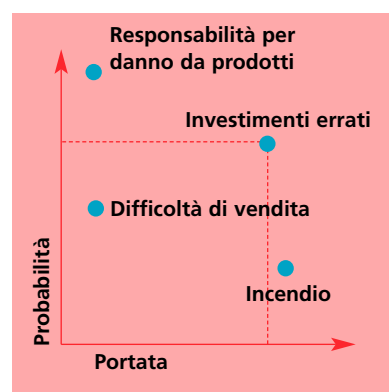 Responsabilità per
danno da prodotti
Investimenti errati
Difficoltà di vendita
Incendio
Probabilità
Portata